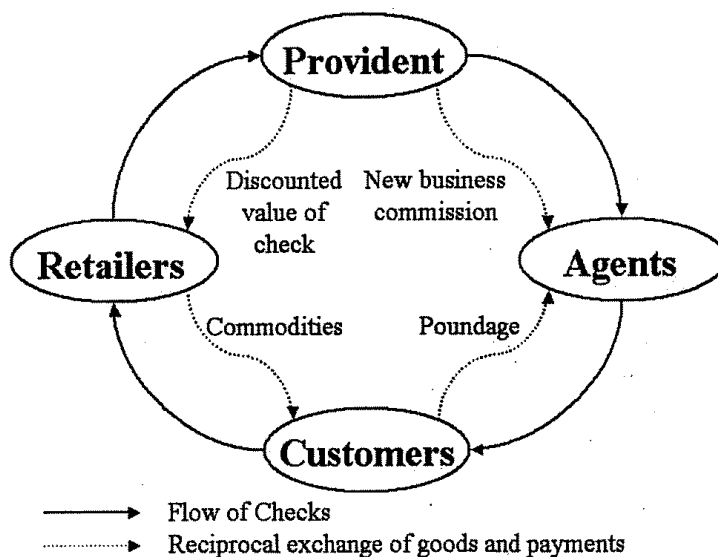 Provident
Discounted
value of
check
New business
commission
Retailers
Agents
Commodities
Poundage
Customers
Flow of Checks
Reciprocal exchange of goods and payments